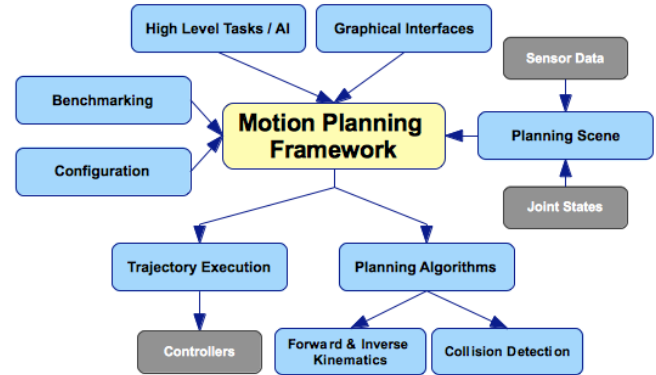 High Level Tasks / AI
Graphical Interfaces
Sensor Data
Benchmarking
Motion Planning
Framework
Planning Scene
Configuration
Joint States
Trajectory Execution
Planning Algorithms
Controllers
Forward & Inverse
Kinematics
Collision Detection